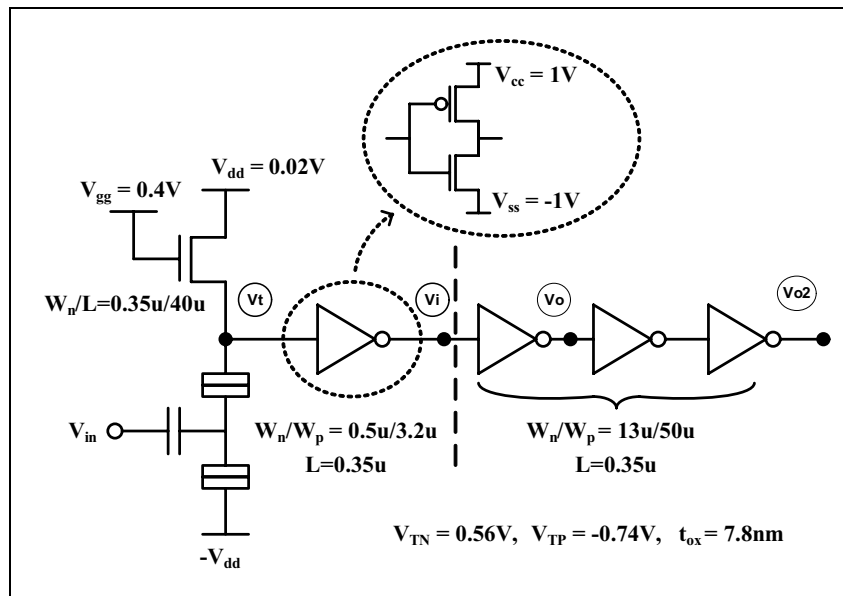 Vcc = 1V
Vdd = 0.02V
Vgg = 0.4V
Vss = -1V
Wn/L=0.35u/40u
Vt
Vi
Vo
Vo2
Vin
Wn/Wp = 0.5u/3.2u
L=0.35u
Wn/Wp = 13u/50u
L=0.35u
-Vdd
VTN = 0.56V, VTP = -0.74V, tox = 7.8nm